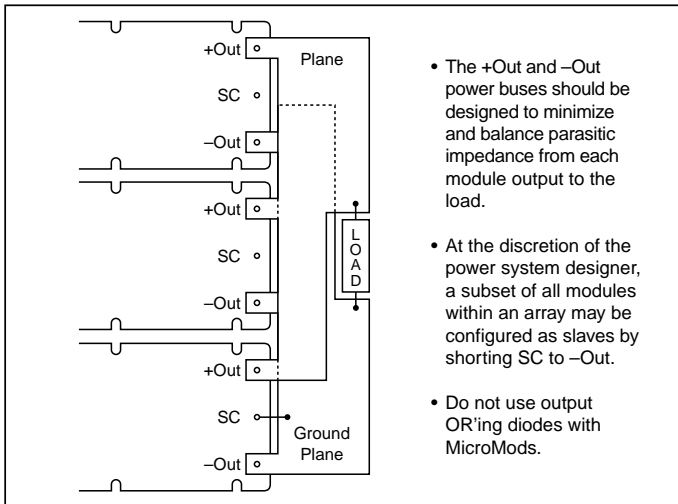 +Out
Plane
SC
–Out
+Out
SC
–Out
+Out
SC
–Out
Ground
Plane
L
O
A
D
• The +Out and –Out
power buses should be
designed to minimize
and balance parasitic
impedance from each
module output to the
load.
• At the discretion of the
power system designer,
a subset of all modules
within an array may be
configured as slaves by
shorting SC to –Out.
• Do not use output
OR'ing diodes with
MicroMods.